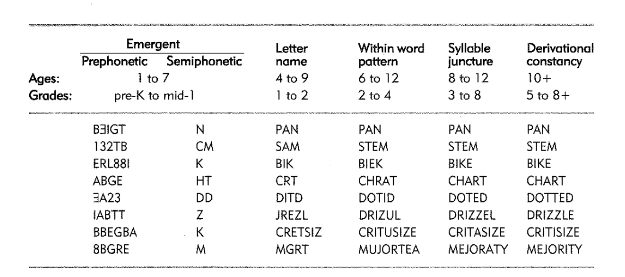 Emergent Letter Within word Syllable Derivational
Prephonetic Semiphonetic name pattern juncture constancy
Ages: 1 to 7 4 to 9 6 to 12 8 to 12 10+
Grades: pre-K to mid-1 1 to 2 2 to 4 3 to 8 5 to 8+
BƎIGT N PAN PAN PAN PAN
132TB CM SAM STEM STEM STEM
ERL88I K BIK BIEK BIKE BIKE
ABGE HT CRT CHRAT CHART CHART
ƎA23 DD DITD DOTID DOTED DOTTED
IABTT Z JREZL DRIZUL DRIZZEL DRIZZLE
BBEGBA K CRETSIZ CRITUSIZE CRITASIZE CRITISIZE
8BGRE M MGRT MUJORTEA MEJORATY MEJORITY